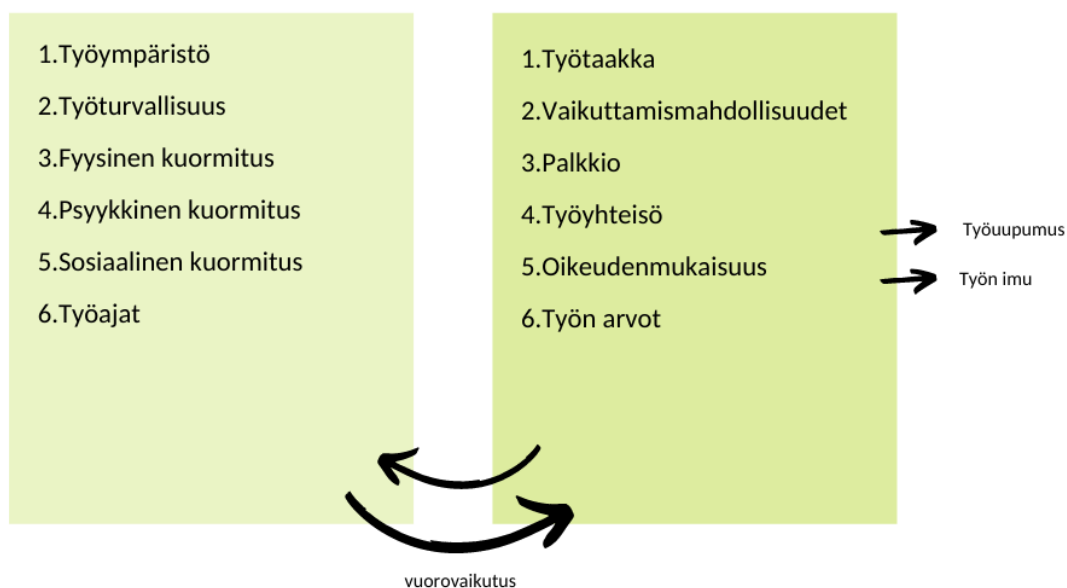 1.Työympäristö
2.Työturvallisuus
3.Fyysinen kuormitus
4.Psyykkinen kuormitus
5.Sosiaalinen kuormitus
6.Työajat
1.Työtaakka
2.Vaikuttamismahdollisuudet
3.Palkkio
4.Työyhteisö
5.Oikeudenmukaisuus
6.Työn arvot
Työuupumus
Työn imu
vuorovaikutus